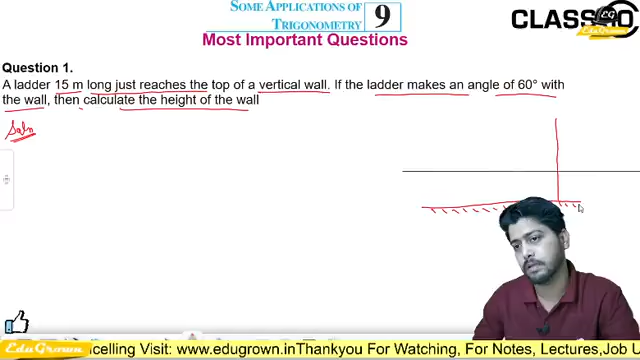 SOME APPLICATIONS OF
TRIGONOMETRY
9
CLASS 10
EduGrown
Most Important Questions
Question 1.
A ladder 15 m long just reaches the top of a vertical wall. If the ladder makes an angle of 60° with
the wall, then calculate the height of the wall
Soln
EduGrown
ncelling Visit: www.edugrown.inThankyou For Watching, For Notes, Lectures,Job L